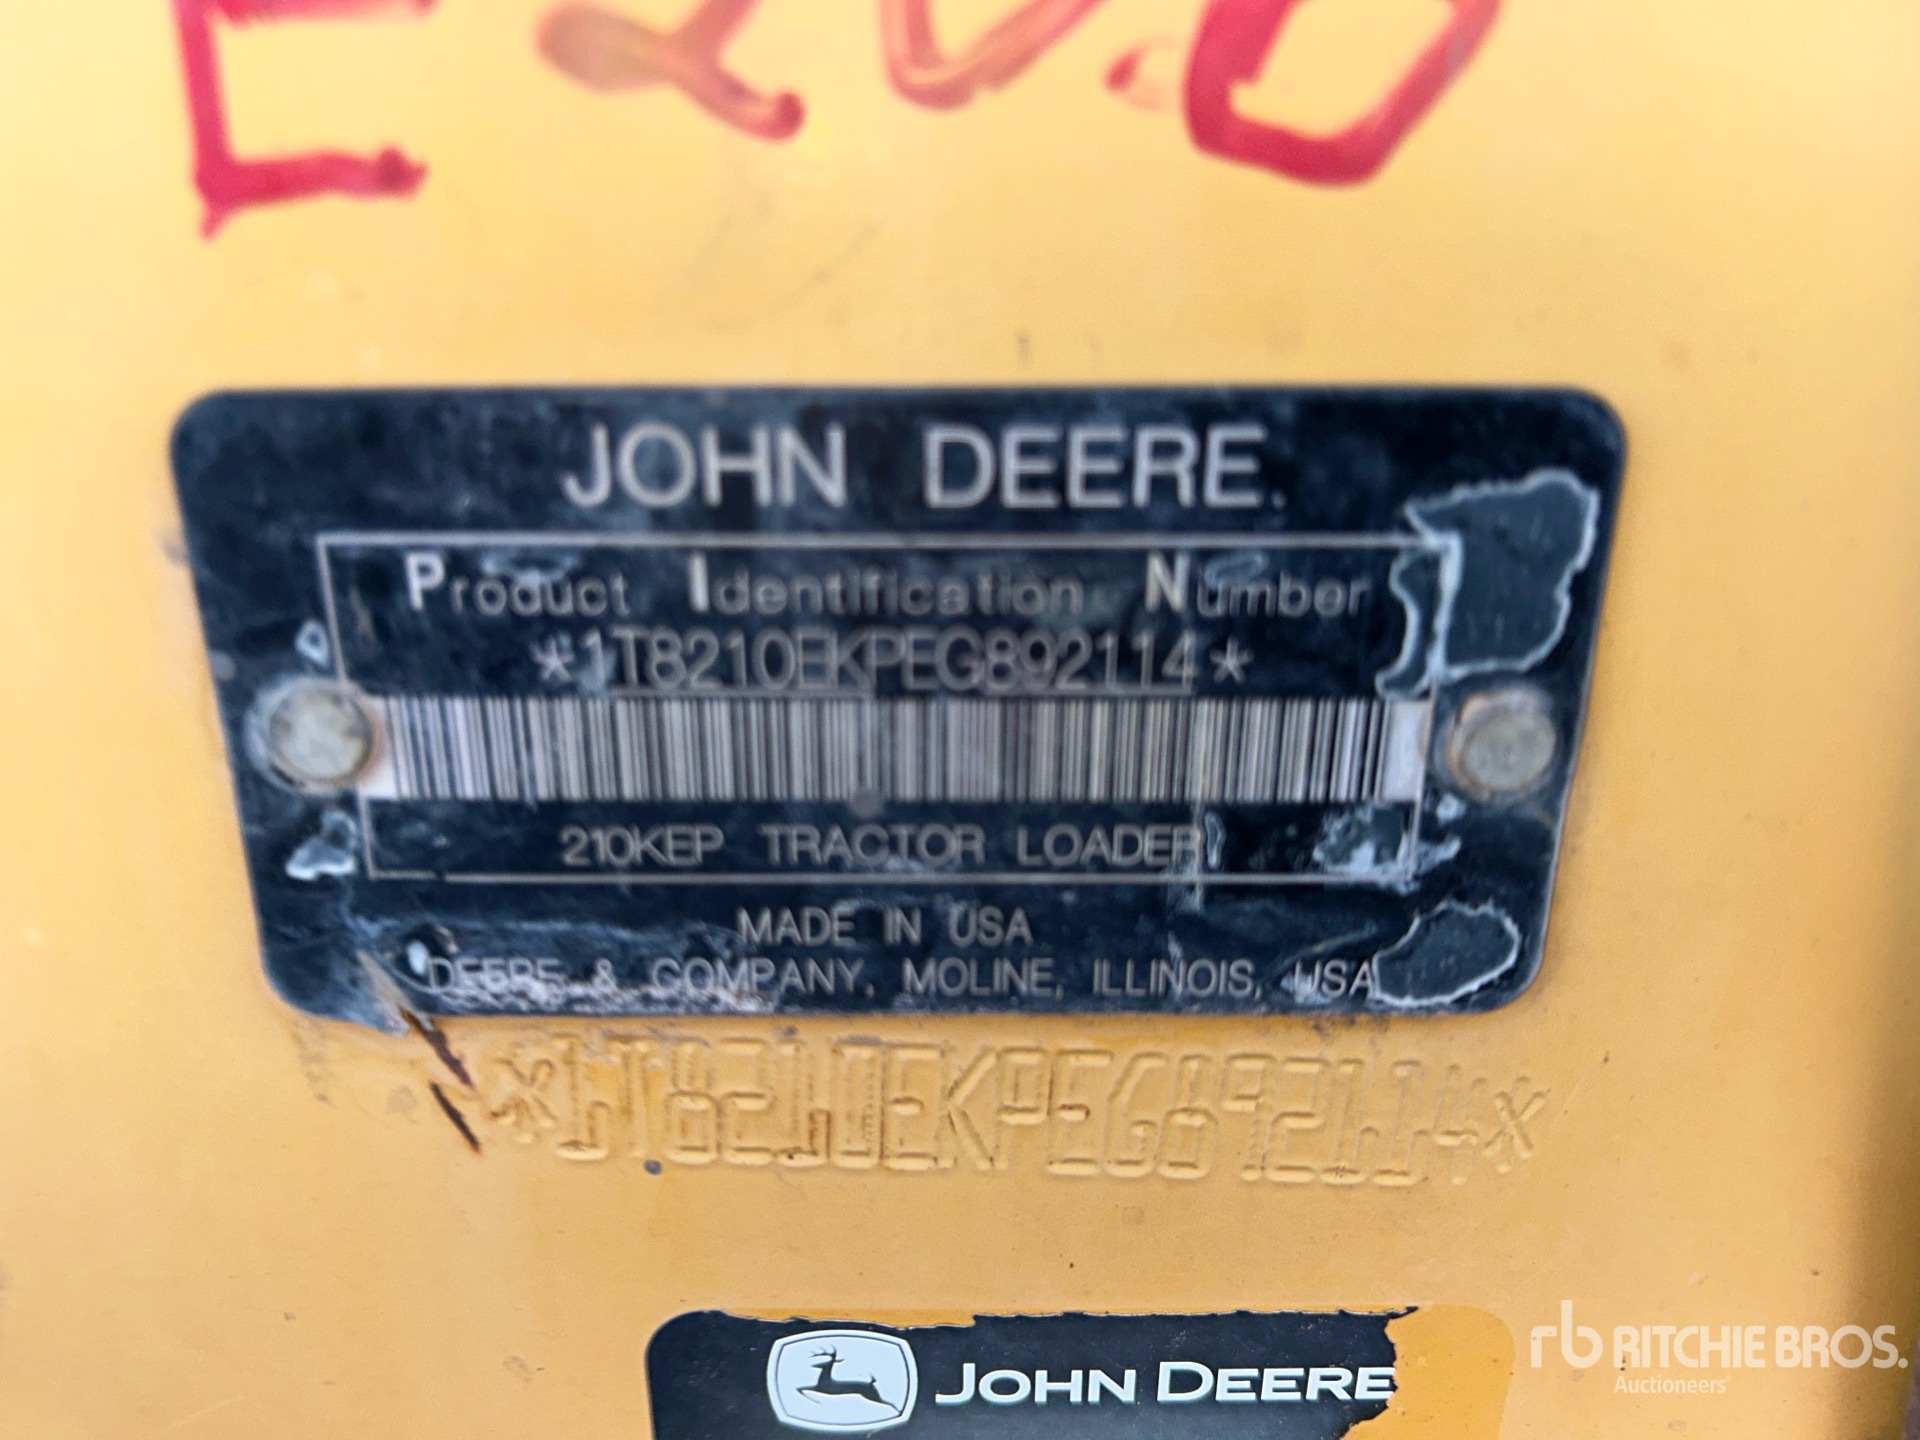 JOHN DEERE
Product Identification Number
*1T8210EKPEG892114*
210KEP TRACTOR LOADER
MADE IN USA
DEERE & COMPANY, MOLINE, ILLINOIS, USA
*1T8210EKPEG892114*
JOHN DEERE
rb RITCHIE BROS.
Auctioneers